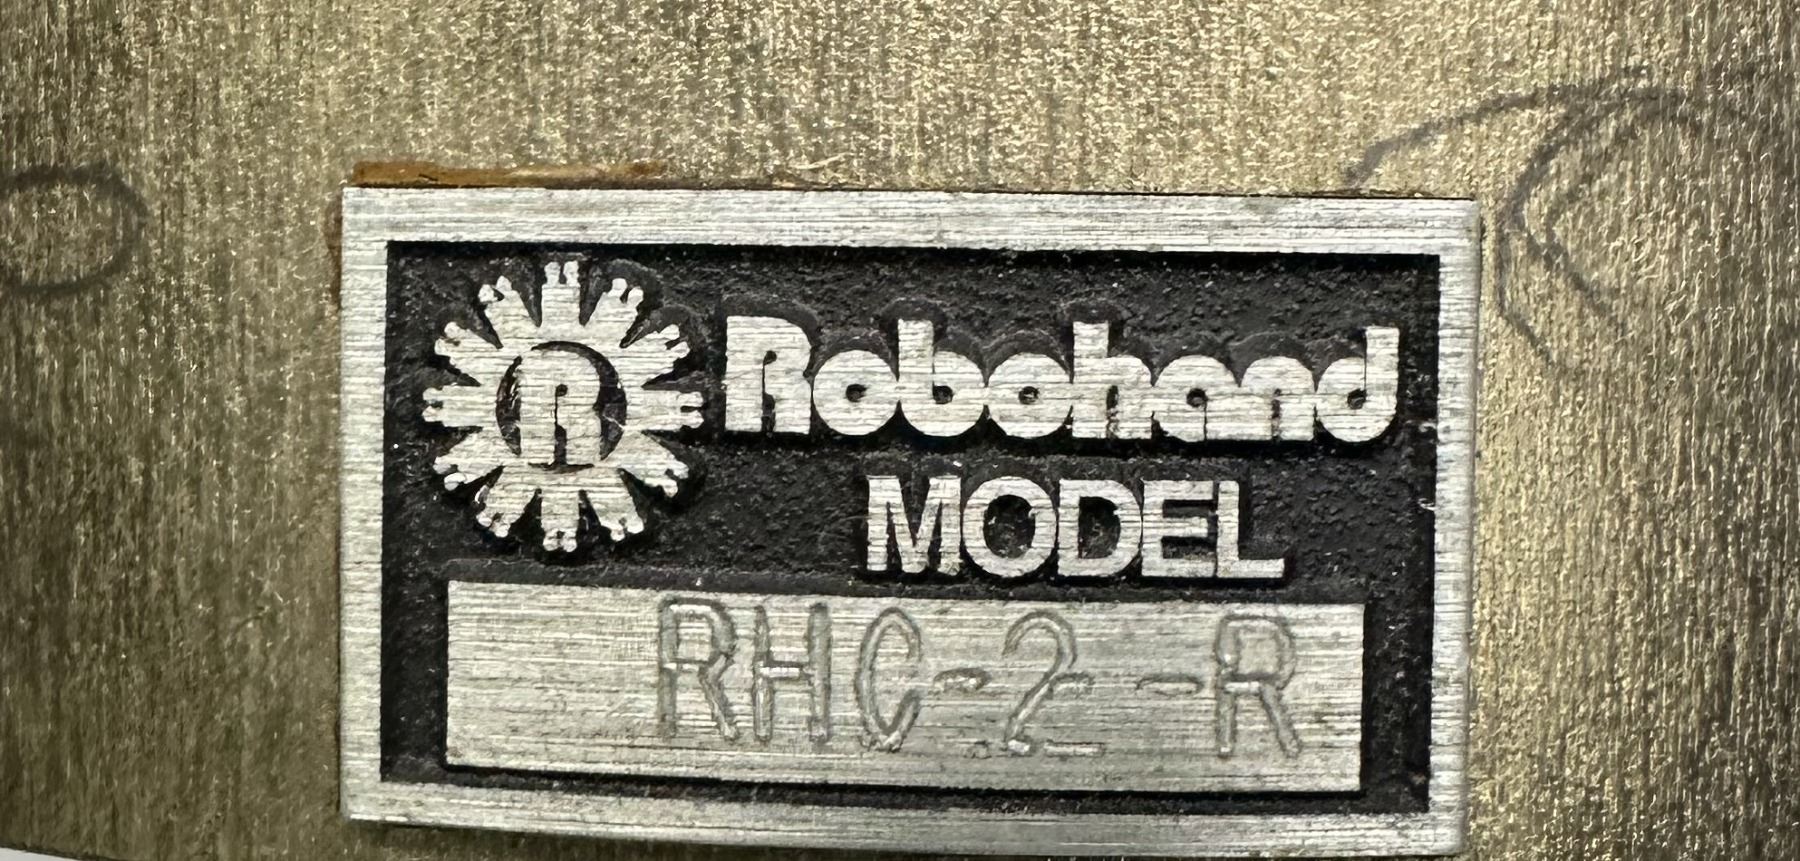 R
Robohand
MODEL
RHC-2-R